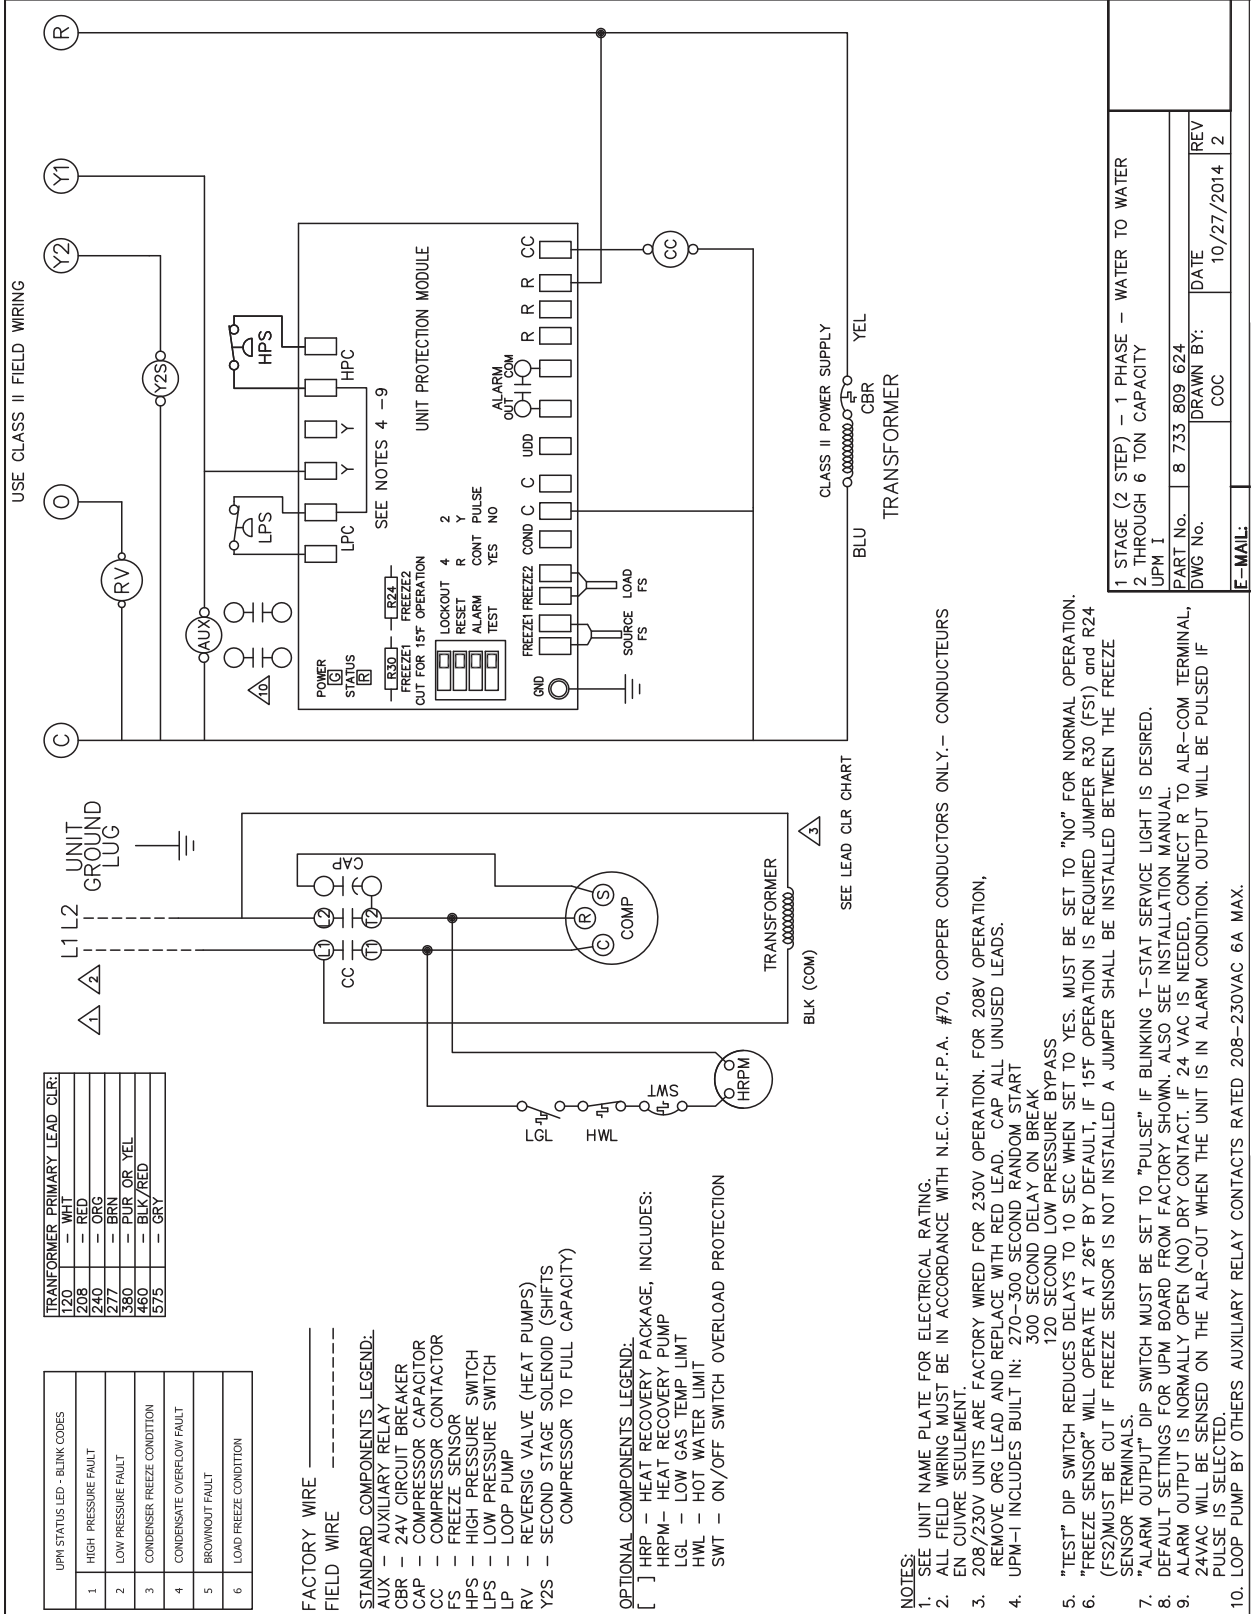 USE CLASS II FIELD WIRING
UPM STATUS LED - BLINK CODES
1 HIGH PRESSURE FAULT
2 LOW PRESSURE FAULT
3 CONDENSER FREEZE CONDITION
4 CONDENSATE OVERFLOW FAULT
5 BROWNOUT FAULT
6 LOAD FREEZE CONDITION
TRANFORMER PRIMARY LEAD CLR:
120 – WHT
208 – RED
240 – ORG
277 – BRN
380 – PUR OR YEL
460 – BLK/RED
575 – GRY
FACTORY WIRE
FIELD WIRE
STANDARD COMPONENTS LEGEND:
AUX – AUXILIARY RELAY
CBR – 24V CIRCUIT BREAKER
CAP – COMPRESSOR CAPACITOR
CC – COMPRESSOR CONTACTOR
FS – FREEZE SENSOR
HPS – HIGH PRESSURE SWITCH
LPS – LOW PRESSURE SWITCH
LP – LOOP PUMP
RV – REVERSIG VALVE (HEAT PUMPS)
Y2S – SECOND STAGE SOLENOID (SHIFTS
COMPRESSOR TO FULL CAPACITY)
OPTIONAL COMPONENTS LEGEND:
[ ] HRP – HEAT RECOVERY PACKAGE, INCLUDES:
HRPM– HEAT RECOVERY PUMP
LGL – LOW GAS TEMP LIMIT
HWL – HOT WATER LIMIT
SWT – ON/OFF SWITCH OVERLOAD PROTECTION
1 2
L1 L2
UNIT
GROUND
LUG
L1 L2
CC
T1 T2
CAP
C R S
COMP
TRANSFORMER
BLK (COM)
3
SEE LEAD CLR CHART
LGL
HWL
SWT
HRPM
C O Y2 Y1 R
RV
Y2S
AUX
10
LPS
HPS
LPC Y Y HPC
SEE NOTES 4 –9
UNIT PROTECTION MODULE
POWER
G
STATUS
R
R30 R24
FREEZE1 FREEZE2
CUT FOR 15°F OPERATION
LOCKOUT 4 2
RESET R Y
ALARM CONT PULSE
TEST YES NO
GND
FREEZE1 FREEZE2 COND C C UDD
ALARM
OUT COM
R R R CC
SOURCE
FS
LOAD
FS
CC
CLASS II POWER SUPPLY
BLU
YEL
CBR
TRANSFORMER
NOTES:
1. SEE UNIT NAME PLATE FOR ELECTRICAL RATING.
2. ALL FIELD WIRING MUST BE IN ACCORDANCE WITH N.E.C.–N.F.P.A. #70, COPPER CONDUCTORS ONLY.– CONDUCTEURS
EN CUIVRE SEULEMENT.
3. 208/230V UNITS ARE FACTORY WIRED FOR 230V OPERATION. FOR 208V OPERATION,
REMOVE ORG LEAD AND REPLACE WITH RED LEAD. CAP ALL UNUSED LEADS.
4. UPM–I INCLUDES BUILT IN: 270–300 SECOND RANDOM START
300 SECOND DELAY ON BREAK
120 SECOND LOW PRESSURE BYPASS
5. "TEST" DIP SWITCH REDUCES DELAYS TO 10 SEC WHEN SET TO YES. MUST BE SET TO "NO" FOR NORMAL OPERATION.
6. "FREEZE SENSOR" WILL OPERATE AT 26°F BY DEFAULT, IF 15°F OPERATION IS REQUIRED JUMPER R30 (FS1) and R24
(FS2)MUST BE CUT IF FREEZE SENSOR IS NOT INSTALLED A JUMPER SHALL BE INSTALLED BETWEEN THE FREEZE
SENSOR TERMINALS.
7. "ALARM OUTPUT" DIP SWITCH MUST BE SET TO "PULSE" IF BLINKING T–STAT SERVICE LIGHT IS DESIRED.
8. DEFAULT SETTINGS FOR UPM BOARD FROM FACTORY SHOWN. ALSO SEE INSTALLATION MANUAL.
9. ALARM OUTPUT IS NORMALLY OPEN (NO) DRY CONTACT. IF 24 VAC IS NEEDED, CONNECT R TO ALR–COM TERMINAL,
24VAC WILL BE SENSED ON THE ALR–OUT WHEN THE UNIT IS IN ALARM CONDITION. OUTPUT WILL BE PULSED IF
PULSE IS SELECTED.
10. LOOP PUMP BY OTHERS AUXILIARY RELAY CONTACTS RATED 208–230VAC 6A MAX.
1 STAGE (2 STEP) – 1 PHASE – WATER TO WATER
2 THROUGH 6 TON CAPACITY
UPM I
PART No. 8 733 809 624
DWG No.
DRAWN BY:
COC
DATE
10/27/2014
REV
2
E–MAIL: